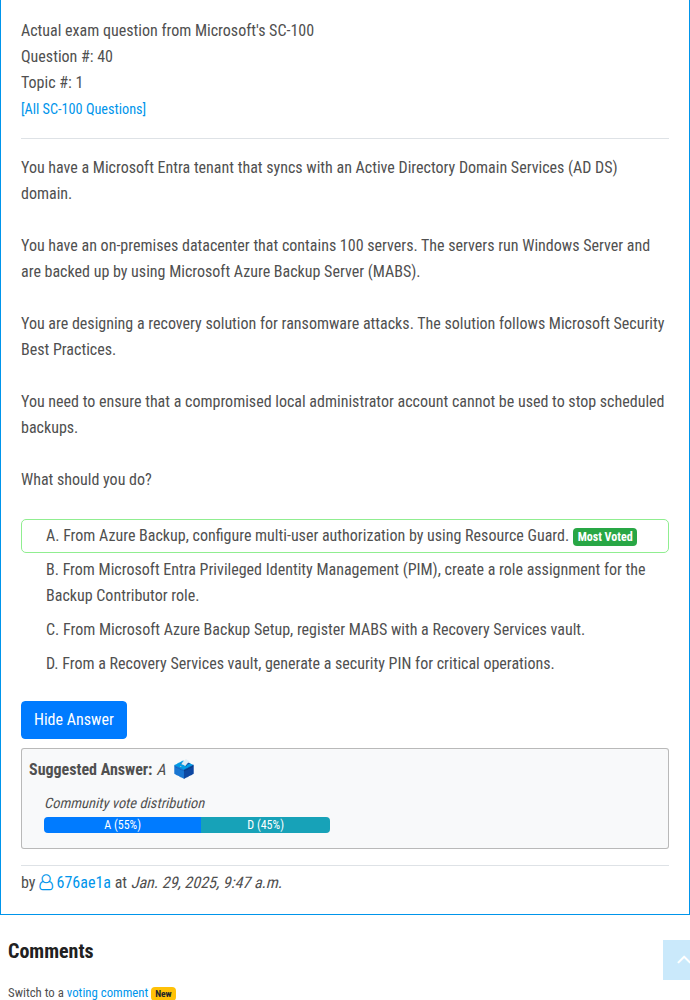 Actual exam question from Microsoft's SC-100
Question #: 40
Topic #: 1
[All SC-100 Questions]
You have a Microsoft Entra tenant that syncs with an Active Directory Domain Services (AD DS)
domain.
You have an on-premises datacenter that contains 100 servers. The servers run Windows Server and
are backed up by using Microsoft Azure Backup Server (MABS).
You are designing a recovery solution for ransomware attacks. The solution follows Microsoft Security
Best Practices.
You need to ensure that a compromised local administrator account cannot be used to stop scheduled
backups.
What should you do?
A. From Azure Backup, configure multi-user authorization by using Resource Guard. Most Voted
B. From Microsoft Entra Privileged Identity Management (PIM), create a role assignment for the
Backup Contributor role.
C. From Microsoft Azure Backup Setup, register MABS with a Recovery Services vault.
D. From a Recovery Services vault, generate a security PIN for critical operations.
Hide Answer
Suggested Answer: A
Community vote distribution
A (55%) D (45%)
by 676ae1a at Jan. 29, 2025, 9:47 a.m.
Comments
Switch to a voting comment New